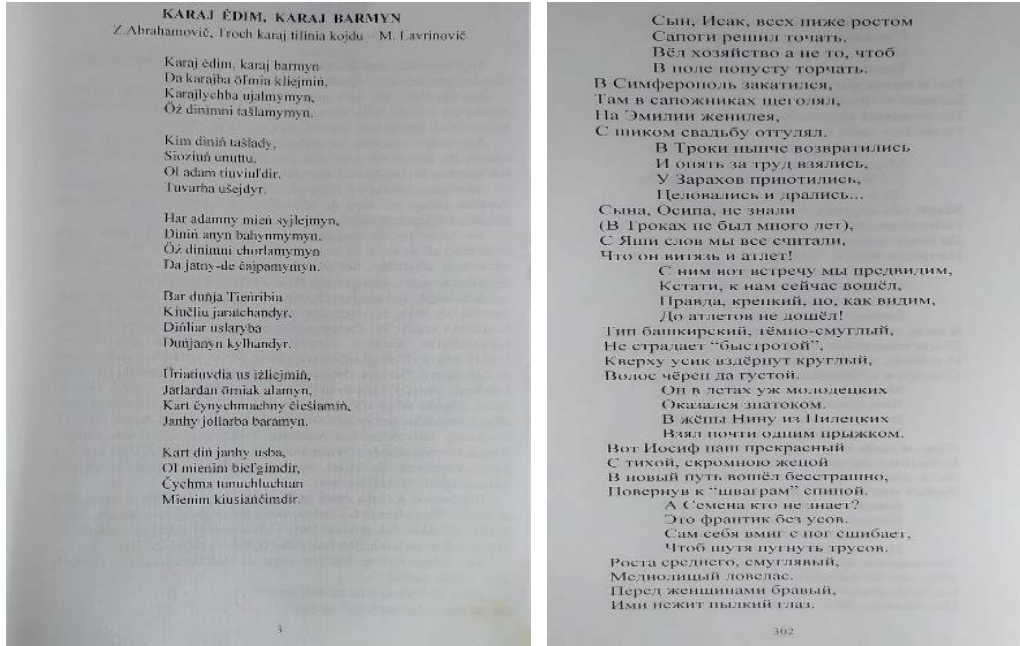 KARAJ ĖDIM, KARAJ BARMYN
Z.Abrahamovič, Troch karaj tilinia kojdu – M. Lavrinovič
Karaj ėdim, karaj barmyn
Da karajba öľmia kliejmiń,
Karajlychba ujalmymyn,
Öź dinimni tašlamymyn.
Kim diniń tašlady,
Sioziuń unuttu,
Ol adam tiuviuľdir,
Tuvarba ušejdyr.
Har adamny mień syjlejmyn,
Diniń anyn bahynmymyn,
Öź dinimni chorlamymyn
Da jatny-de čajpamymyn.
Bar duńja Tieńribia
Kiučliu jaratchandyr,
Dińliar uslaryba
Duńjanyn kylhandyr.
Üriatiuvdia us iźliejmiń,
Jatlardan örniak alamyn,
Kart čynychmachny čiešiamiń,
Janhy jollarba baramyn.
Kart diń janhy usba,
Ol mienim bieľgimdir,
Čychma tunuchluchtan
Mienim kiusiańčimdir.
3
Сын, Исак, всех ниже ростом
Сапоги решил точать,
Вёл хозяйство а не то, чтоб
В поле попусту торчать.
В Симферополь закатился,
Там в сапожниках щеголял,
На Эмилии женилея,
С шиком свадьбу отгулял.
В Троки нынче возвратились
И опять за труд взялись,
У Зарахов приютились,
Целовались и дрались...
Сына, Осипа, не знали
(В Троках не был много лет),
С Яши слов мы все считали,
Что он витязь и атлет!
С ним вот встречу мы предвидим,
Кстати, к нам сейчас вошёл,
Правда, крепкий, но, как видим,
До атлетов не дошёл!
Тип башкирский, тёмно-смуглый,
Не страдает “быстротой”,
Кверху усик вздёрнут круглый,
Волос чёрен да густой.
Он в летах уж молодецких
Оказался знатоком.
В жёны Нину из Пилецких
Взял почти одним прыжком.
Вот Иосиф наш прекрасный
С тихой, скромною женой
В новый путь вошёл бесстрашно,
Повернув к “шваграм” спиной.
А Семена кто не знает?
Это франтик без усов.
Сам себя вмиг с ног сшибает,
Чтоб шутя пугнуть трусов.
Роста среднего, смуглявый,
Меднолицый ловелас.
Перед женщинами бравый,
Ими нежит пылкий глаз.
302